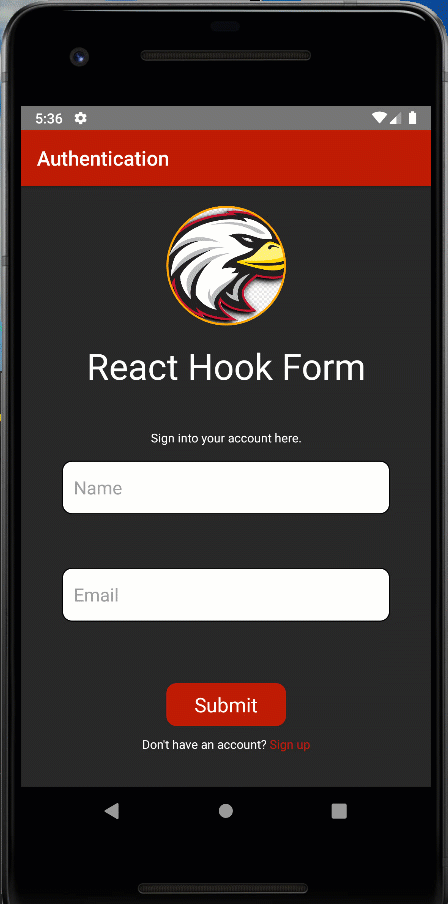 5:36
Authentication
React Hook Form
Sign into your account here.
Name
Email
Submit
Don't have an account? Sign up